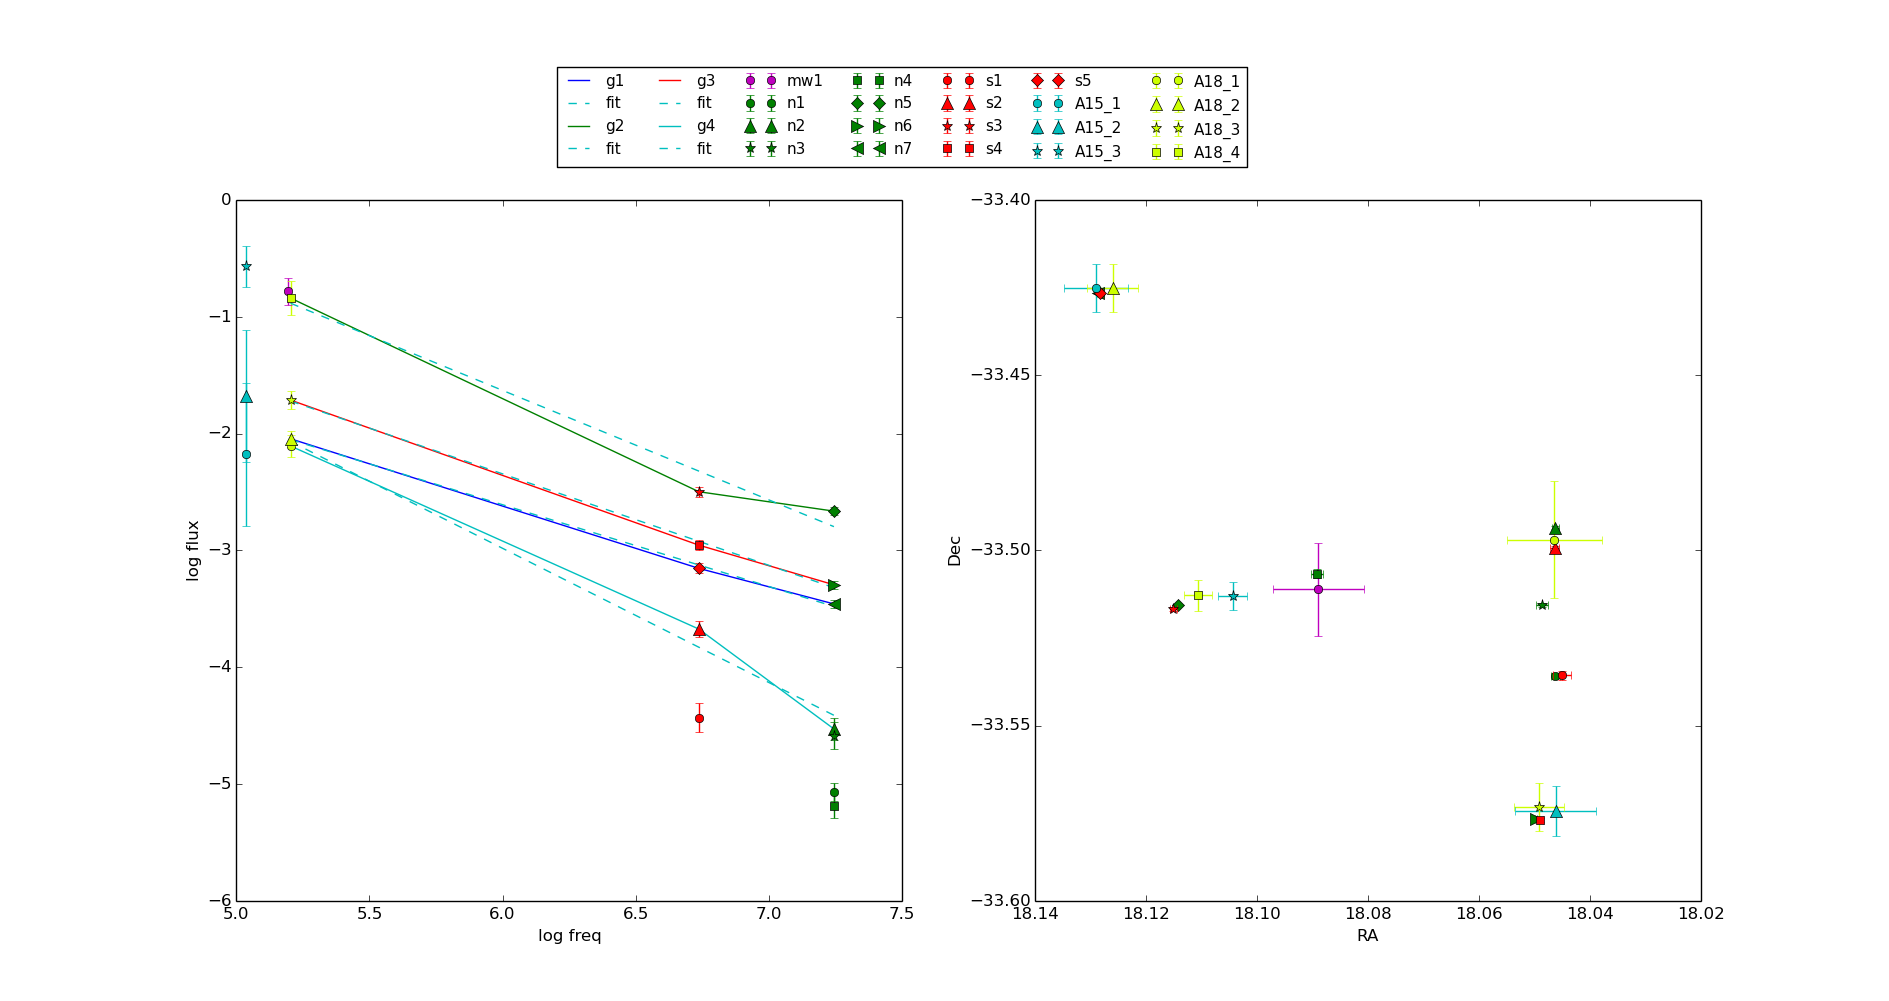 g1 g3 mw1 n4 s1 s5 A18_1
fit fit n1 n5 s2 A15_1 A18_2
g2 g4 n2 n6 s3 A15_2 A18_3
fit fit n3 n7 s4 A15_3 A18_4
0
−1
−2
−3
−4
−5
−6
log flux
5.0 5.5 6.0 6.5 7.0 7.5
log freq
−33.40
−33.45
−33.50
−33.55
−33.60
Dec
18.14 18.12 18.10 18.08 18.06 18.04 18.02
RA